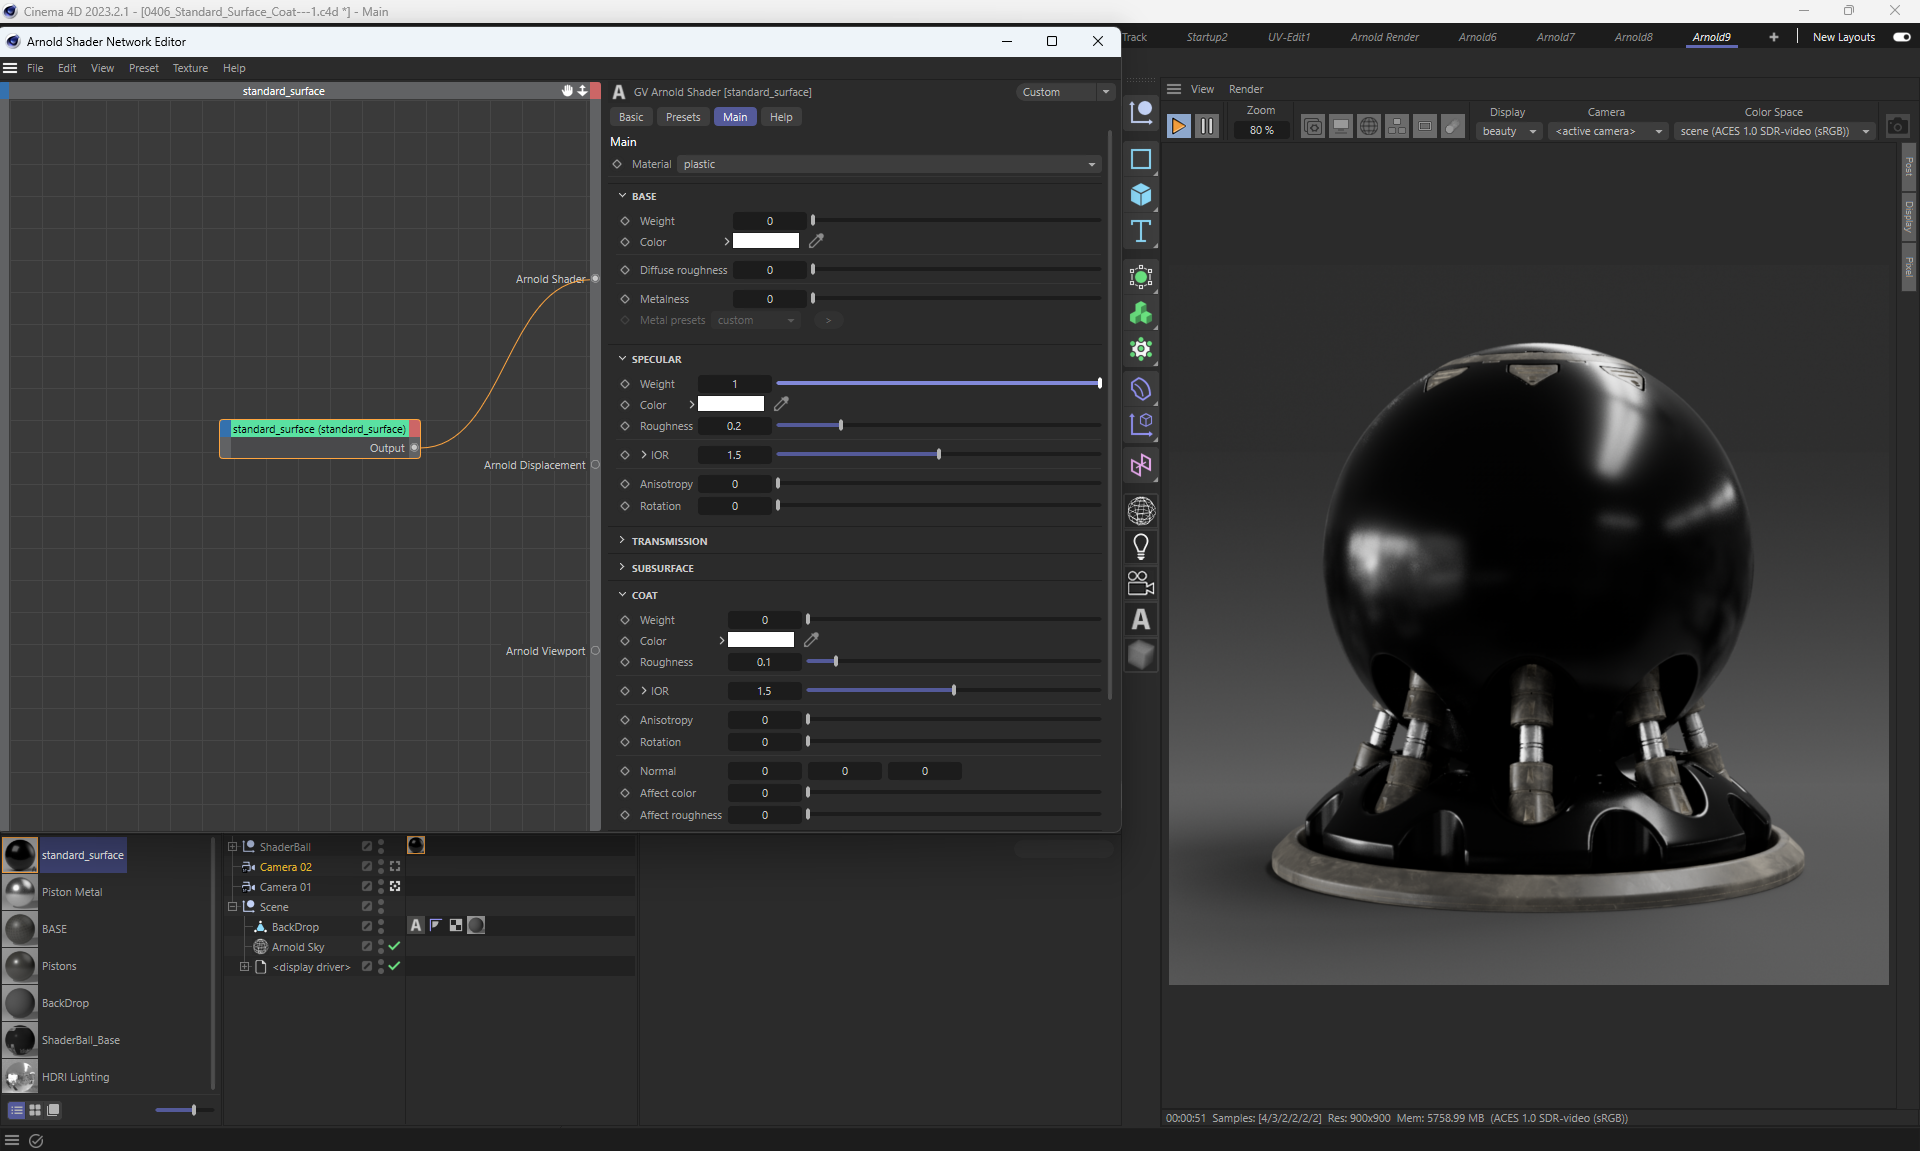 Cinema 4D 2023.2.1 - [0406_Standard_Surface_Coat---1.c4d *] - Main
Arnold Shader Network Editor
Track
Startup2
UV-Edit1
Arnold Render
Arnold6
Arnold7
Arnold8
Arnold9
New Layouts
File Edit View Preset Texture Help
standard_surface
Arnold Shader
standard_surface (standard_surface)
Output
Arnold Displacement
Arnold Viewport
GV Arnold Shader [standard_surface]
Custom
Basic Presets Main Help
Main
Material plastic
BASE
Weight 0
Color
Diffuse roughness 0
Metalness 0
Metal presets custom >
SPECULAR
Weight 1
Color
Roughness 0.2
IOR 1.5
Anisotropy 0
Rotation 0
TRANSMISSION
SUBSURFACE
COAT
Weight 0
Color
Roughness 0.1
IOR 1.5
Anisotropy 0
Rotation 0
Normal 0 0 0
Affect color 0
Affect roughness 0
View Render
Zoom
80 %
Display
beauty
Camera
<active camera>
Color Space
scene (ACES 1.0 SDR-video (sRGB))
Post
Display
Pixel
standard_surface
Piston Metal
BASE
Pistons
BackDrop
ShaderBall_Base
HDRI Lighting
ShaderBall
Camera 02
Camera 01
Scene
BackDrop
Arnold Sky
<display driver>
00:00:51 Samples: [4/3/2/2/2/2] Res: 900x900 Mem: 5758.99 MB (ACES 1.0 SDR-video (sRGB))